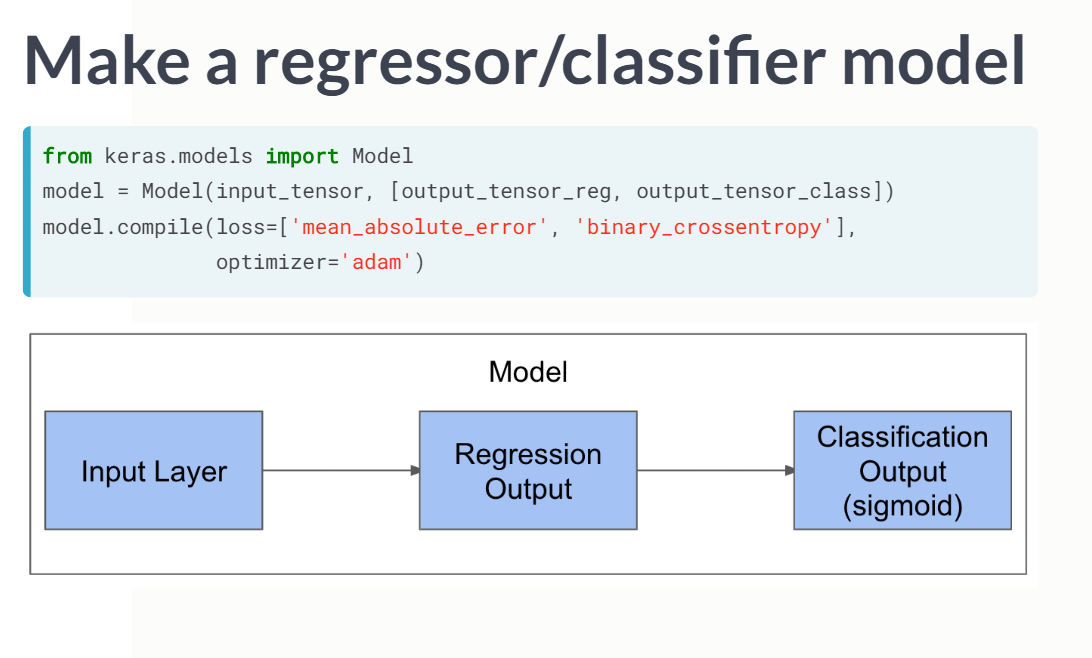 Make a regressor/classifier model
from keras.models import Model
model = Model(input_tensor, [output_tensor_reg, output_tensor_class])
model.compile(loss=['mean_absolute_error', 'binary_crossentropy'],
              optimizer='adam')
Model
Input Layer
Regression
Output
Classification
Output
(sigmoid)